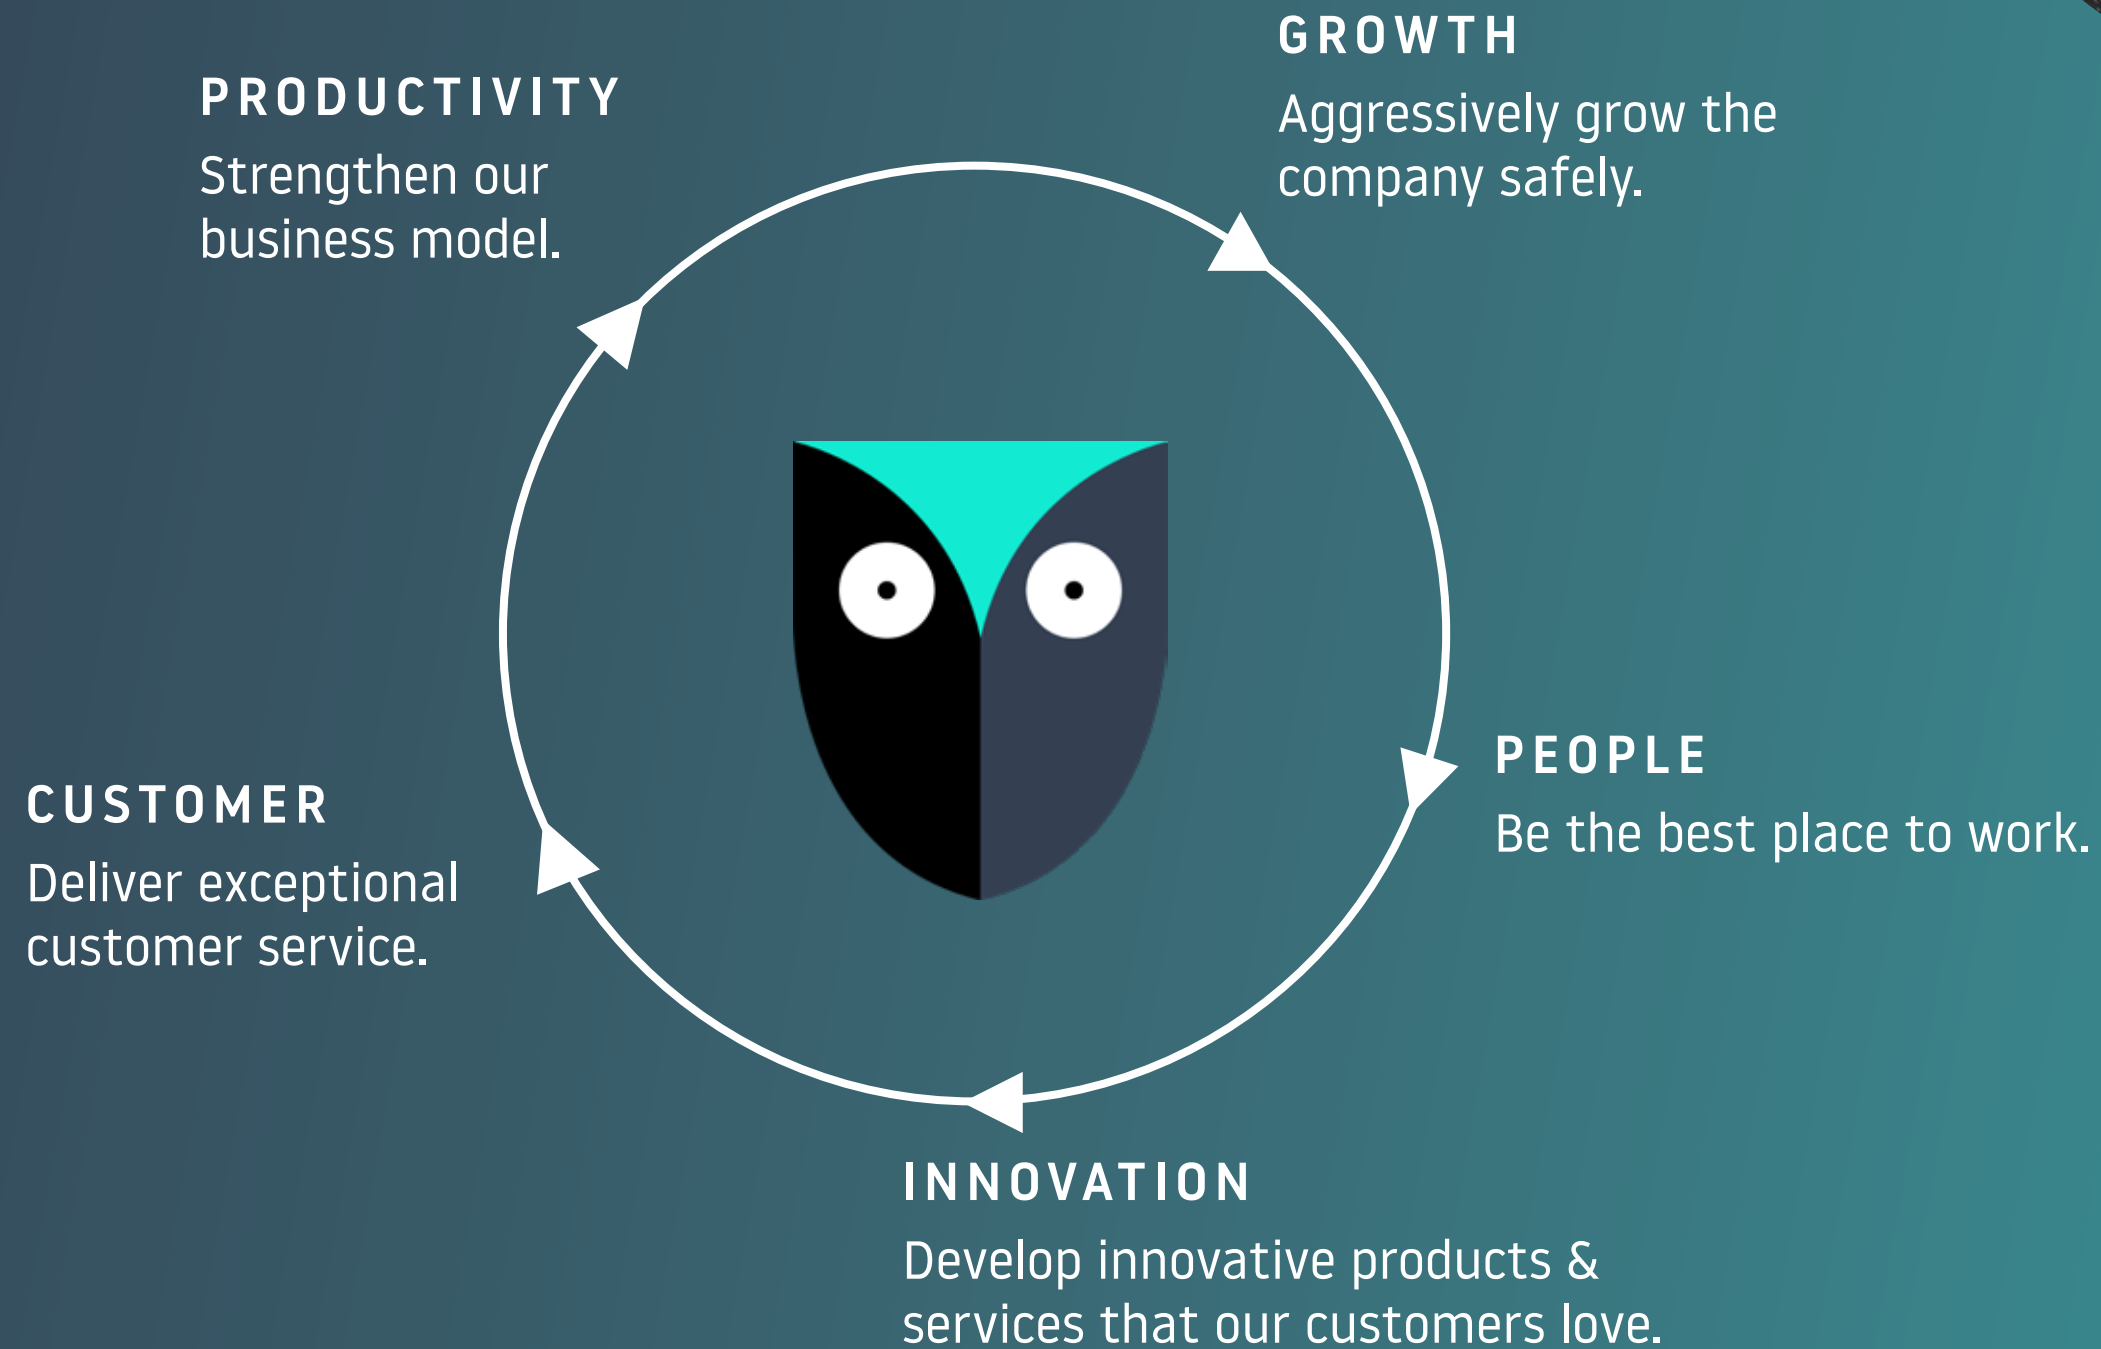 GROWTH
Aggressively grow the
company safely.
PRODUCTIVITY
Strengthen our
business model.
PEOPLE
Be the best place to work.
CUSTOMER
Deliver exceptional
customer service.
INNOVATION
Develop innovative products &
services that our customers love.